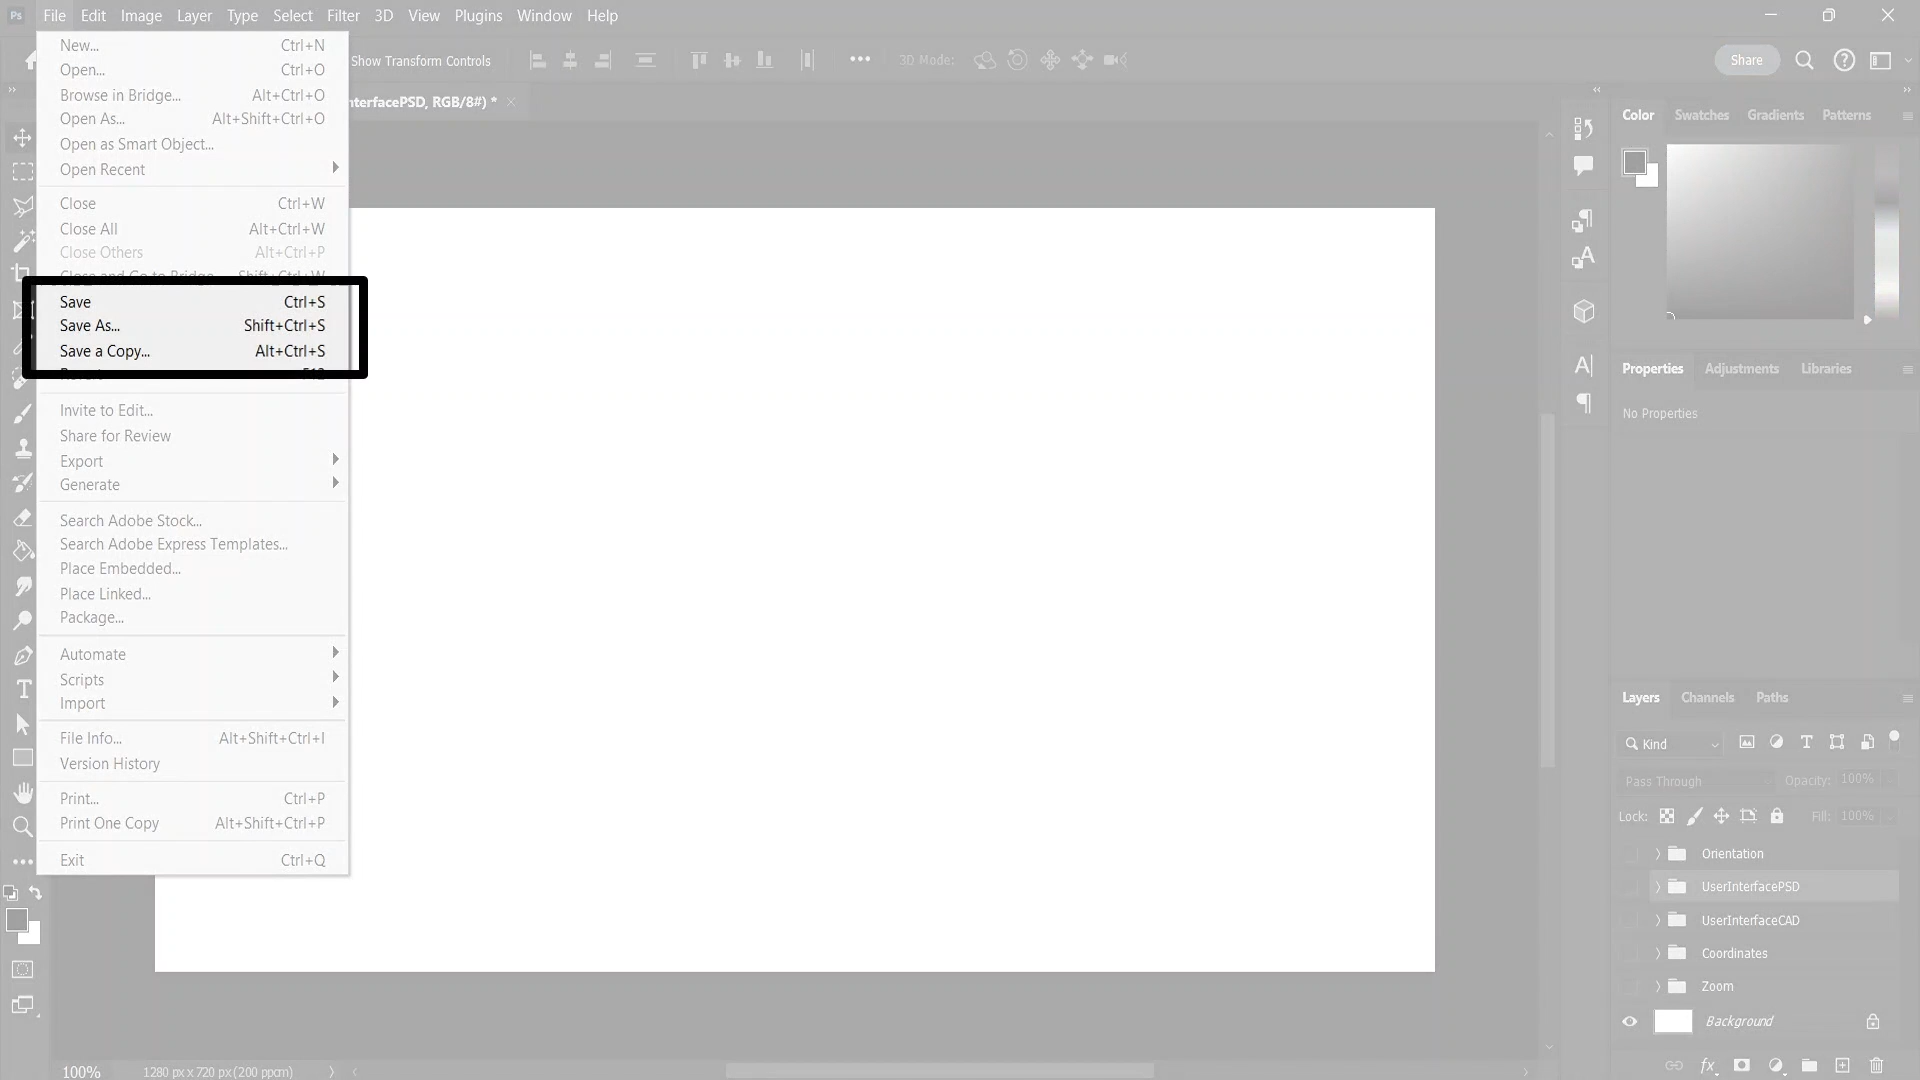 Ps File Edit Image Layer Type Select Filter 3D View Plugins Window Help
Show Transform Controls 3D Mode: Share
nterfacePSD, RGB/8#) *
New... Ctrl+N
Open... Ctrl+O
Browse in Bridge... Alt+Ctrl+O
Open As... Alt+Shift+Ctrl+O
Open as Smart Object...
Open Recent
Close Ctrl+W
Close All Alt+Ctrl+W
Close Others Alt+Ctrl+P
Close and Go to Bridge... Shift+Ctrl+W
Save Ctrl+S
Save As... Shift+Ctrl+S
Save a Copy... Alt+Ctrl+S
Revert F12
Invite to Edit...
Share for Review
Export
Generate
Search Adobe Stock...
Search Adobe Express Templates...
Place Embedded...
Place Linked...
Package...
Automate
Scripts
Import
File Info... Alt+Shift+Ctrl+I
Version History
Print... Ctrl+P
Print One Copy Alt+Shift+Ctrl+P
Exit Ctrl+Q
Color Swatches Gradients Patterns
Properties Adjustments Libraries
No Properties
Layers Channels Paths
Kind
Pass Through Opacity: 100%
Lock: Fill: 100%
Orientation
UserInterfacePSD
UserInterfaceCAD
Coordinates
Zoom
Background
fx
100% 1280 px x 720 px (200 ppcm)